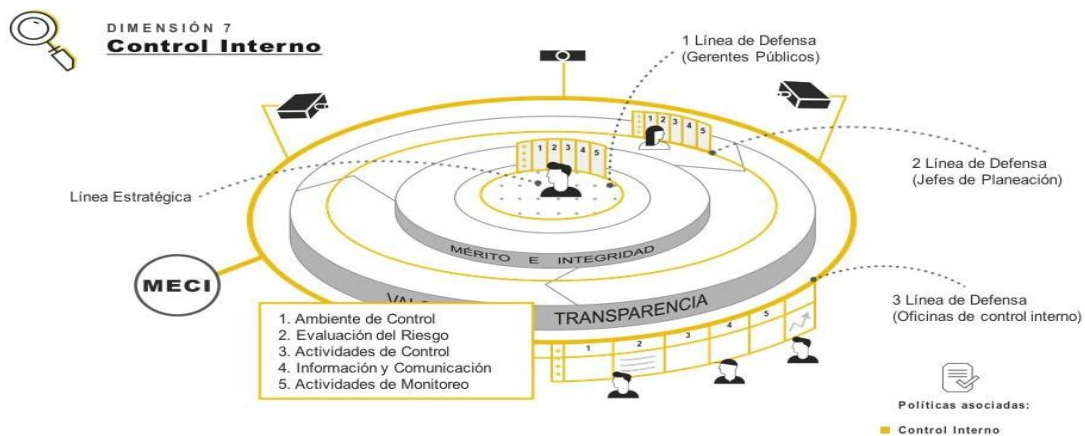 DIMENSIÓN 7
Control Interno
1 Línea de Defensa
(Gerentes Públicos)
1 2 3 4 5
1 2 3 4 5
2 Línea de Defensa
(Jefes de Planeación)
Línea Estratégica
MÉRITO E INTEGRIDAD
MECI
TRANSPARENCIA
3 Línea de Defensa
(Oficinas de control interno)
1. Ambiente de Control
2. Evaluación del Riesgo
3. Actividades de Control
4. Información y Comunicación
5. Actividades de Monitoreo
1 2 3 4 5
Políticas asociadas:
Control Interno